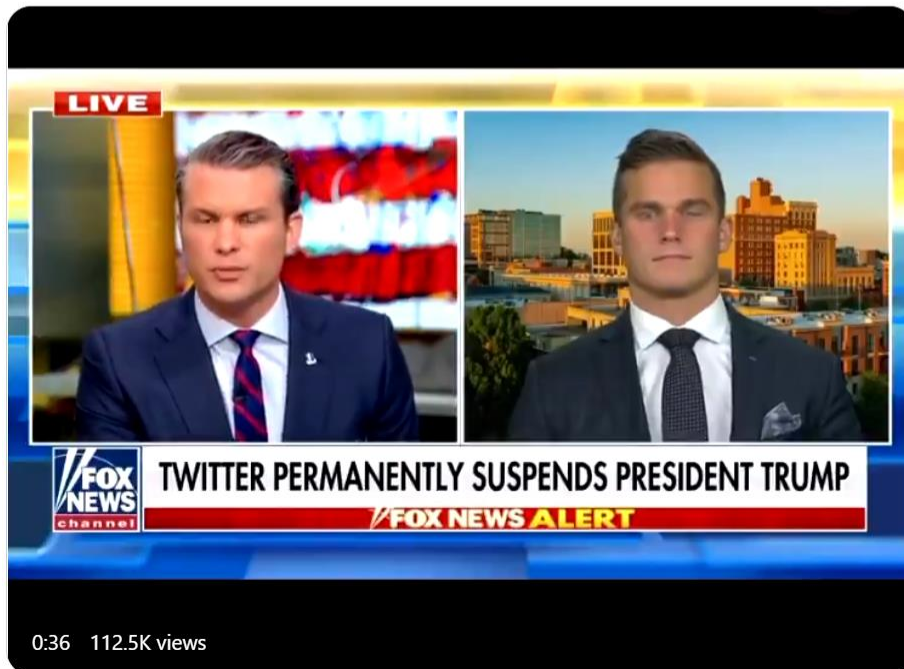 LIVE
FOX
NEWS
channel
TWITTER PERMANENTLY SUSPENDS PRESIDENT TRUMP
FOX NEWS ALERT
0:36 112.5K views